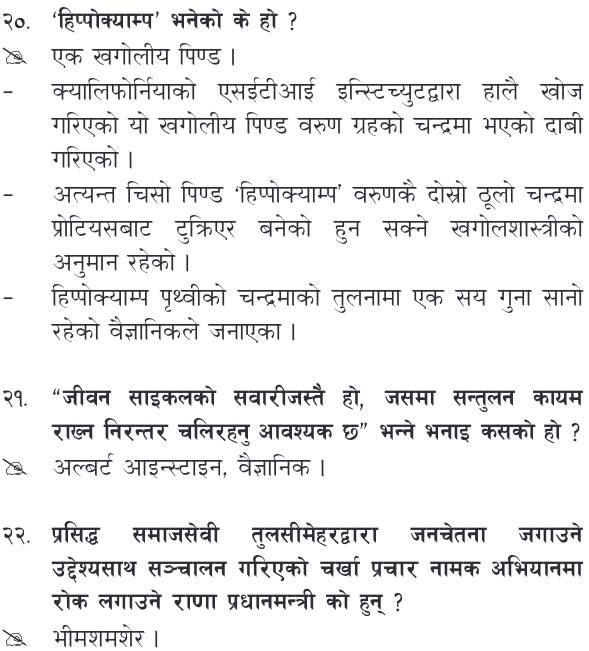 २०. ‘हिप्पोक्याम्प’ भनेको के हो ?
एक खगोलीय पिण्ड ।
– क्यालिफोर्नियाको एसईटीआई इन्स्टिच्युटद्वारा हालै खोज
गरिएको यो खगोलीय पिण्ड वरुण ग्रहको चन्द्रमा भएको दाबी
गरिएको ।
– अत्यन्त चिसो पिण्ड ‘हिप्पोक्याम्प’ वरुणकै दोस्रो ठूलो चन्द्रमा
प्रोटियसबाट टुक्रिएर बनेको हुन सक्ने खगोलशास्त्रीको
अनुमान रहेको ।
– हिप्पोक्याम्प पृथ्वीको चन्द्रमाको तुलनामा एक सय गुना सानो
रहेको वैज्ञानिकले जनाएका ।
२१. “जीवन साइकलको सवारीजस्तै हो, जसमा सन्तुलन कायम
राख्न निरन्तर चलिरहनु आवश्यक छ” भन्ने भनाइ कसको हो ?
अल्बर्ट आइन्स्टाइन, वैज्ञानिक ।
२२. प्रसिद्ध समाजसेवी तुलसीमेहरद्वारा जनचेतना जगाउने
उद्देश्यसाथ सञ्चालन गरिएको चर्खा प्रचार नामक अभियानमा
रोक लगाउने राणा प्रधानमन्त्री को हुन् ?
भीमशमशेर ।